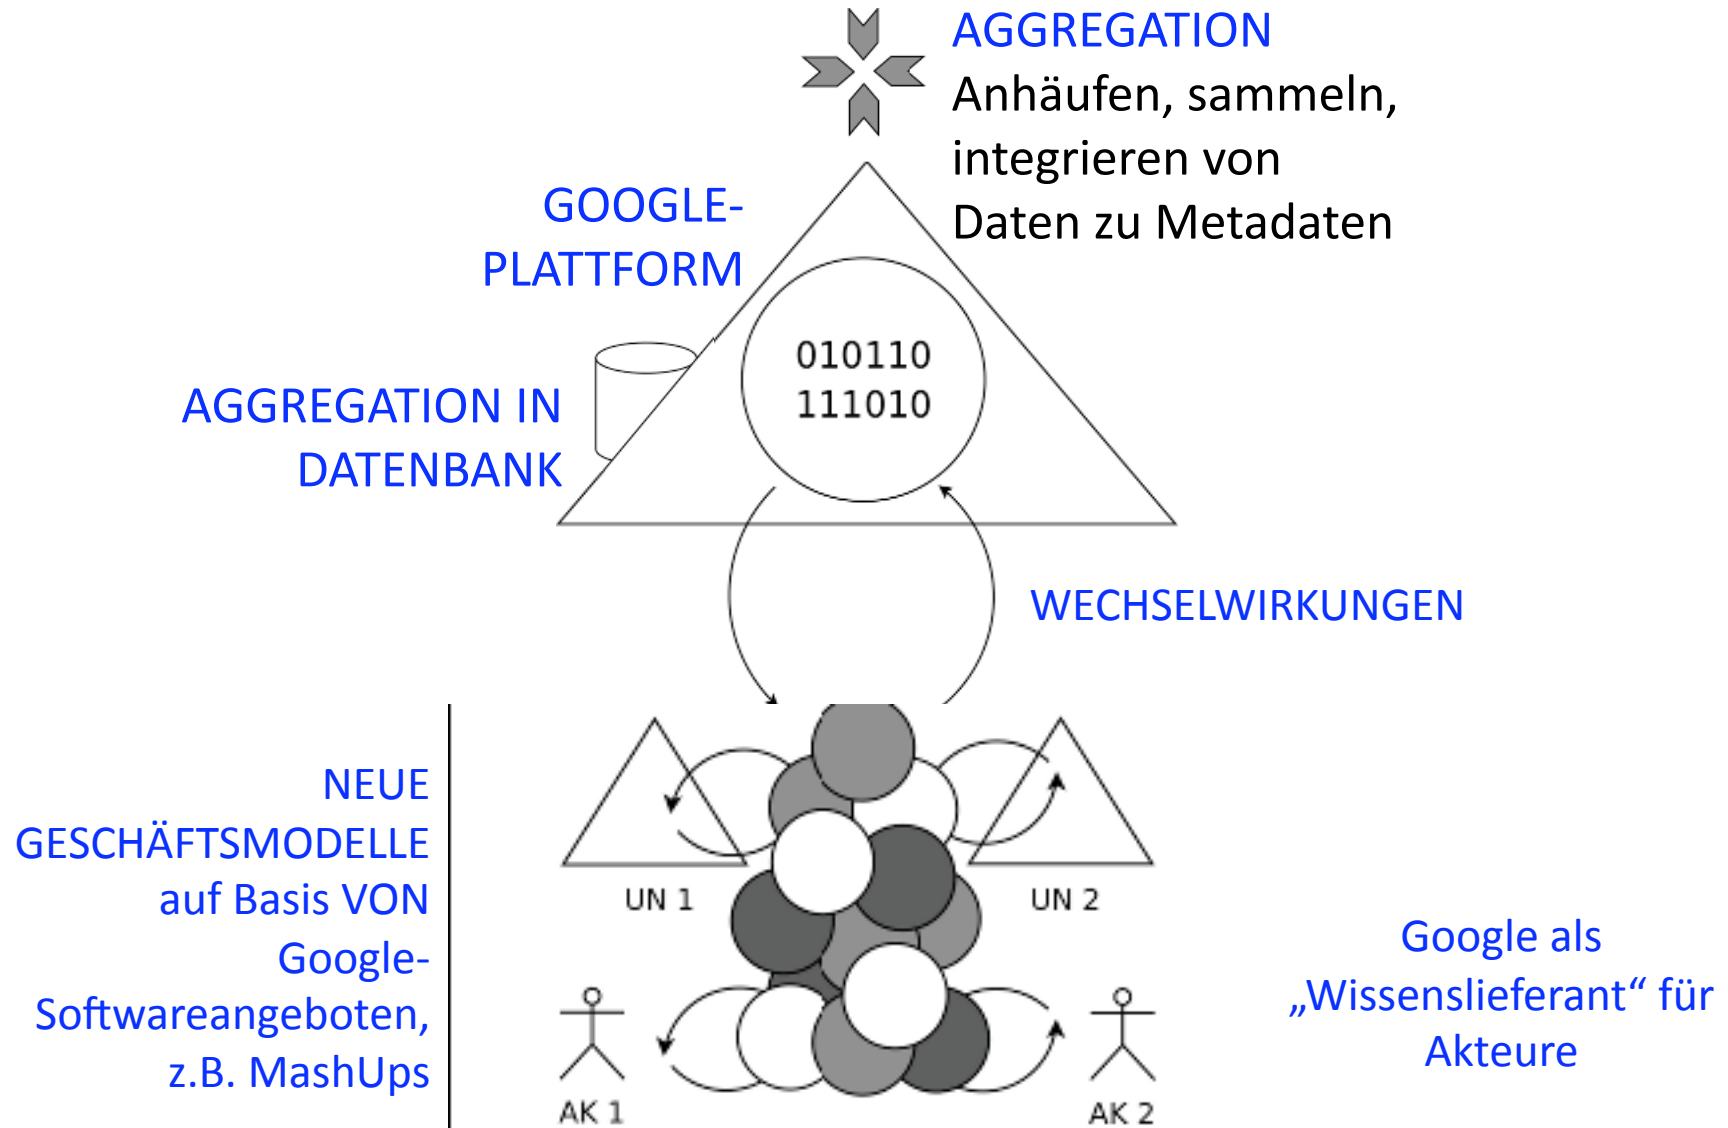 AGGREGATION
Anhäufen, sammeln,
integrieren von
Daten zu Metadaten
GOOGLE-
PLATTFORM
010110
111010
AGGREGATION IN
DATENBANK
WECHSELWIRKUNGEN
NEUE
GESCHÄFTSMODELLE
auf Basis VON
Google-
Softwareangeboten,
z.B. MashUps
UN 1
UN 2
Google als
„Wissenslieferant“ für
Akteure
AK 1
AK 2